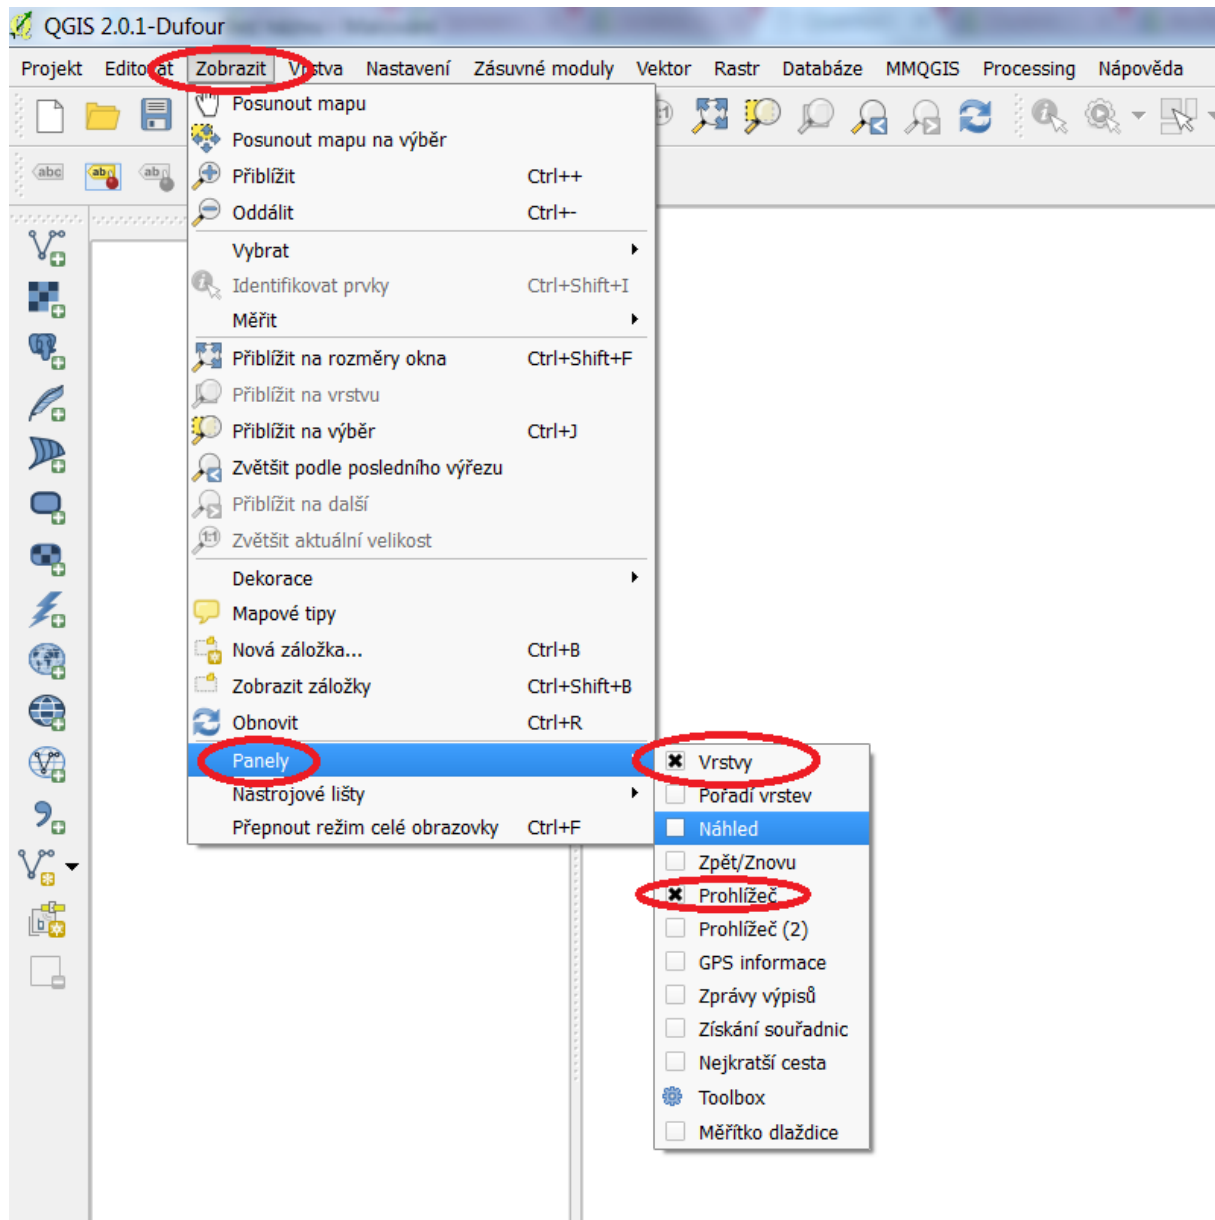 QGIS 2.0.1-Dufour
Projekt Editovat Zobrazit Vrstva Nastavení Zásuvné moduly Vektor Rastr Databáze MMQGIS Processing Nápověda
Posunout mapu
Posunout mapu na výběr
Přiblížit Ctrl++
Oddálit Ctrl+-
Vybrat
Identifikovat prvky Ctrl+Shift+I
Měřit
Přiblížit na rozměry okna Ctrl+Shift+F
Přiblížit na vrstvu
Přiblížit na výběr Ctrl+J
Zvětšit podle posledního výřezu
Přiblížit na další
Zvětšit aktuální velikost
Dekorace
Mapové tipy
Nová záložka... Ctrl+B
Zobrazit záložky Ctrl+Shift+B
Obnovit Ctrl+R
Panely
Nástrojové lišty
Přepnout režim celé obrazovky Ctrl+F
Vrstvy
Pořadí vrstev
Náhled
Zpět/Znovu
Prohlížeč
Prohlížeč (2)
GPS informace
Zprávy výpisů
Získání souřadnic
Nejkratší cesta
Toolbox
Měřítko dlaždice